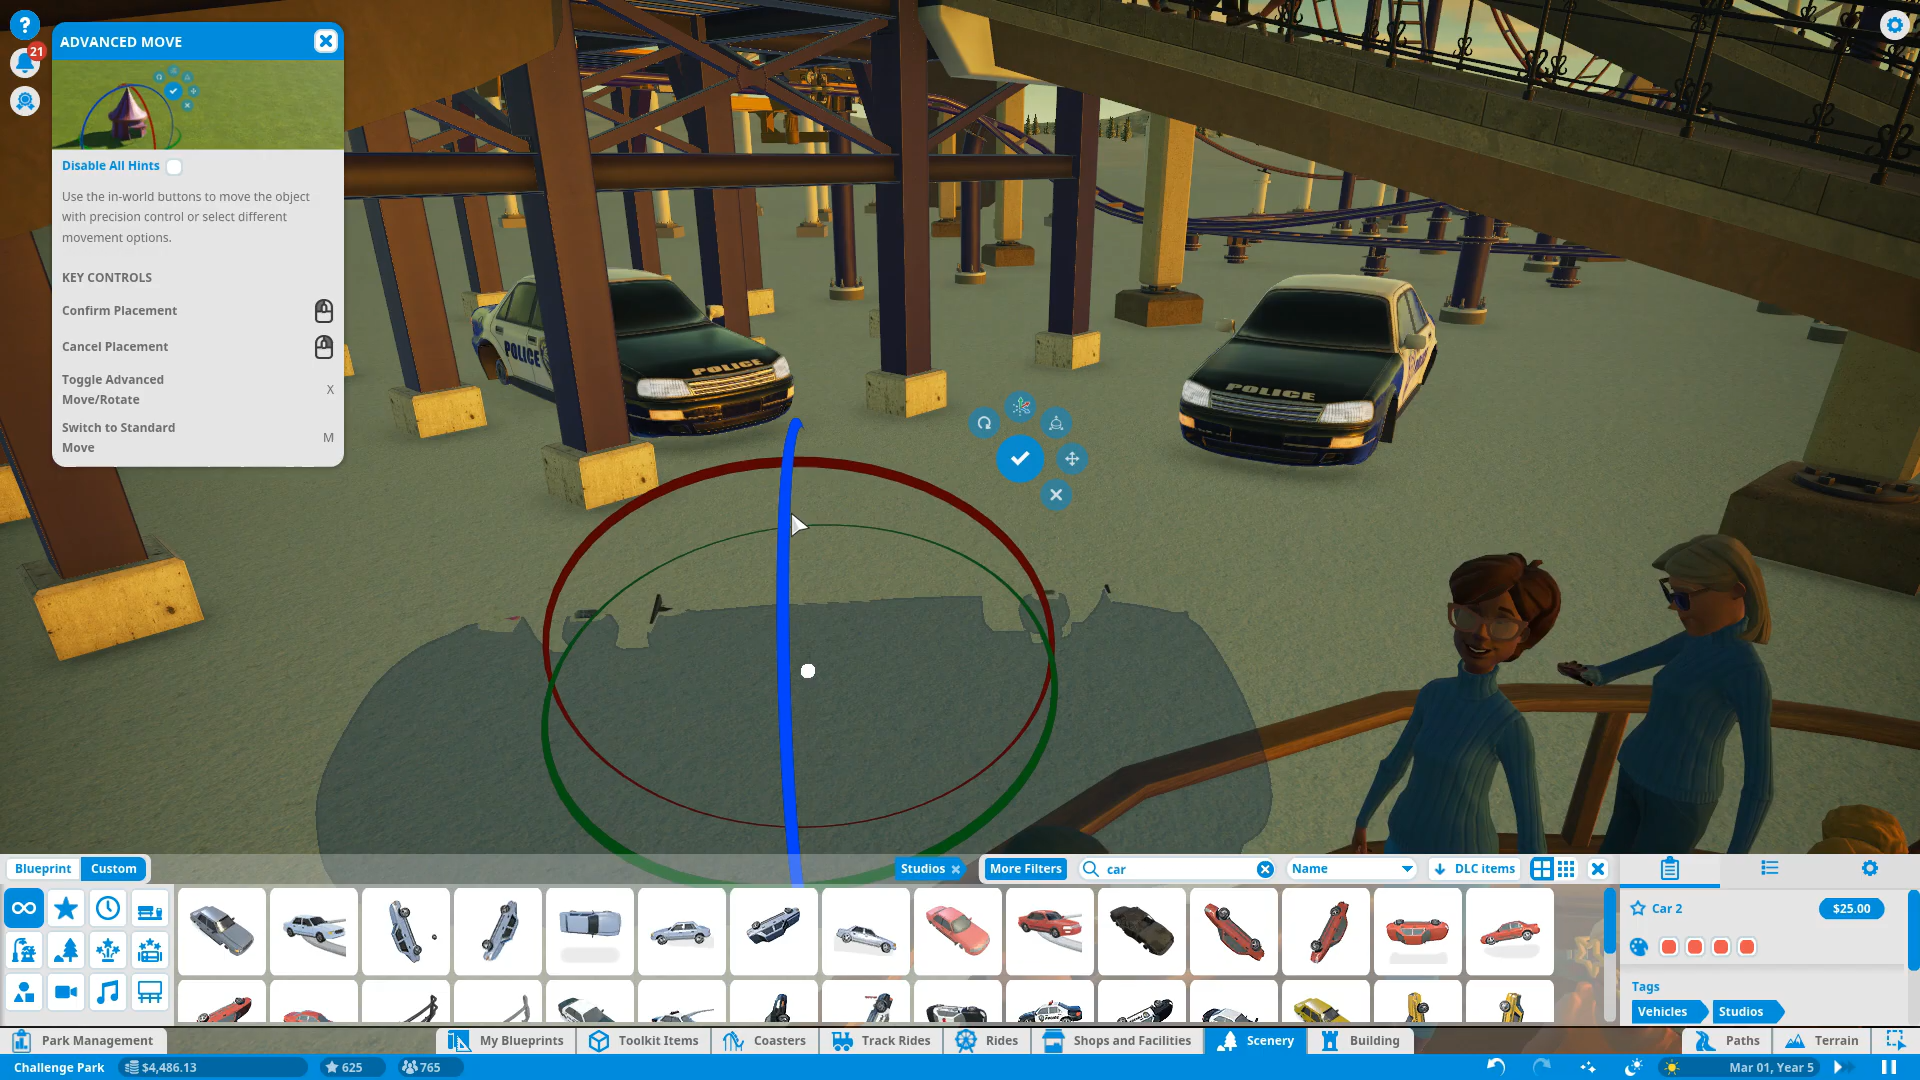 ?
21
ADVANCED MOVE
Disable All Hints
Use the in-world buttons to move the object
with precision control or select different
movement options.
KEY CONTROLS
Confirm Placement
Cancel Placement
Toggle Advanced
Move/Rotate
X
Switch to Standard
Move
M
POLICE
POLICE
POLICE
Blueprint
Custom
Studios
More Filters
car
Name
DLC items
Car 2
$25.00
Tags
Vehicles
Studios
Park Management
My Blueprints
Toolkit Items
Coasters
Track Rides
Rides
Shops and Facilities
Scenery
Building
Paths
Terrain
Challenge Park
$4,486.13
625
765
Mar 01, Year 5